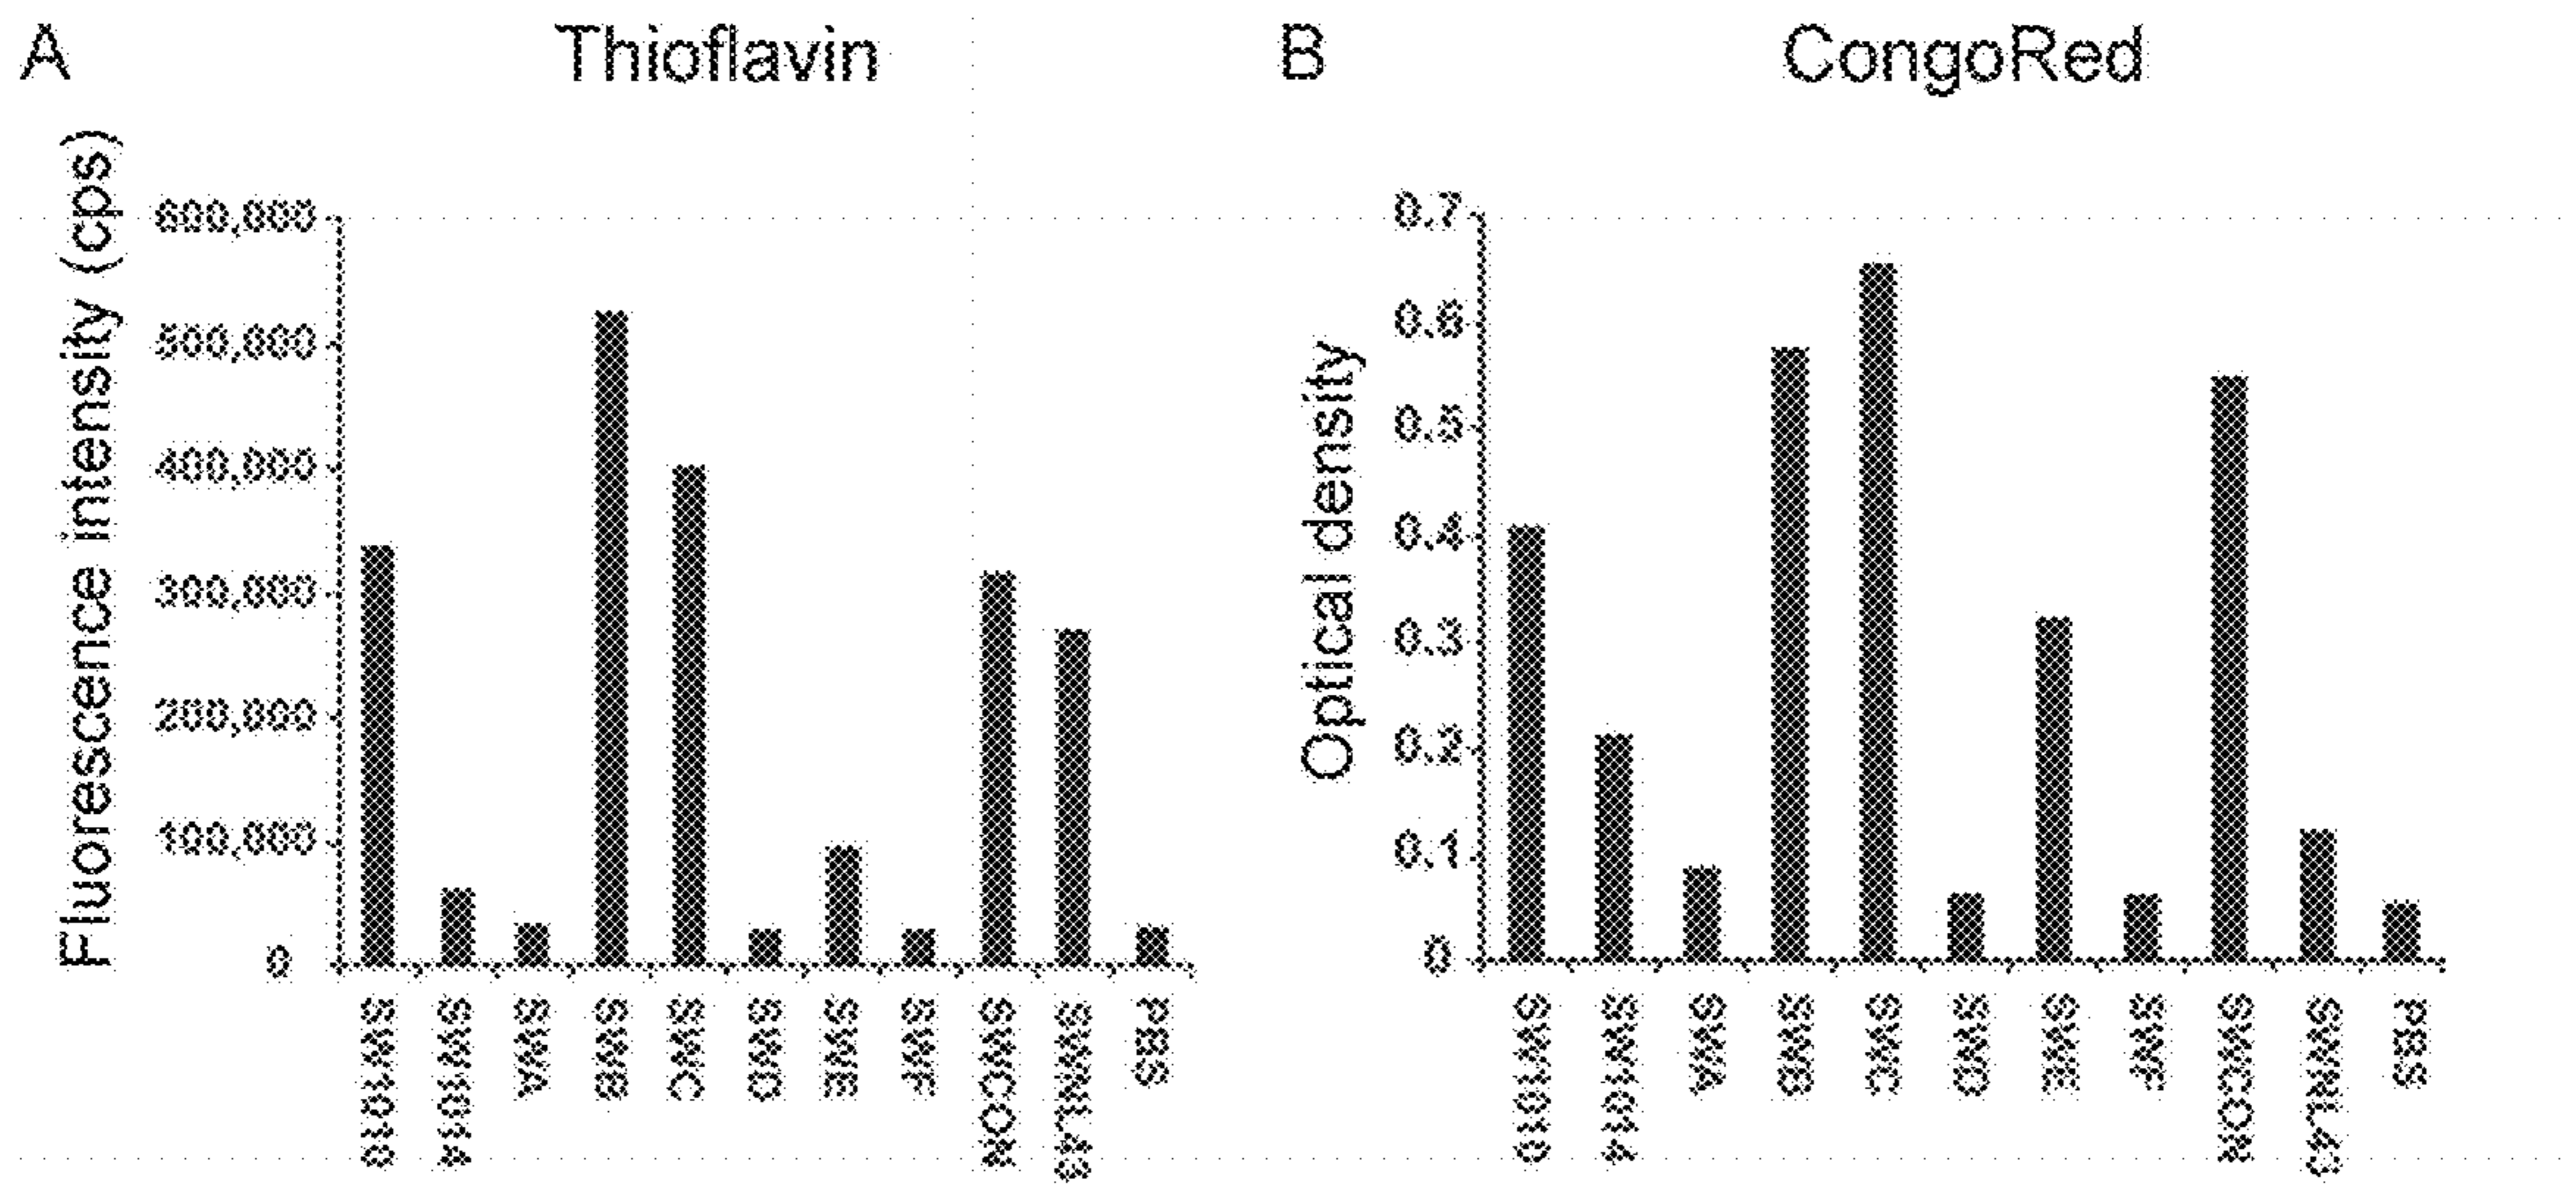 A
Thioflavin
Fluorescence intensity (cps)
600,000
500,000
400,000
300,000
200,000
100,000
0
SW1010
SW1014
SWA
SWB
SWC
SWD
SWE
SWF
SWCON
SWNL43
PBS
B
CongoRed
Optical density
0.7
0.6
0.5
0.4
0.3
0.2
0.1
0
SW1010
SW1014
SWA
SWB
SWC
SWD
SWE
SWF
SWCON
SWNL43
PBS